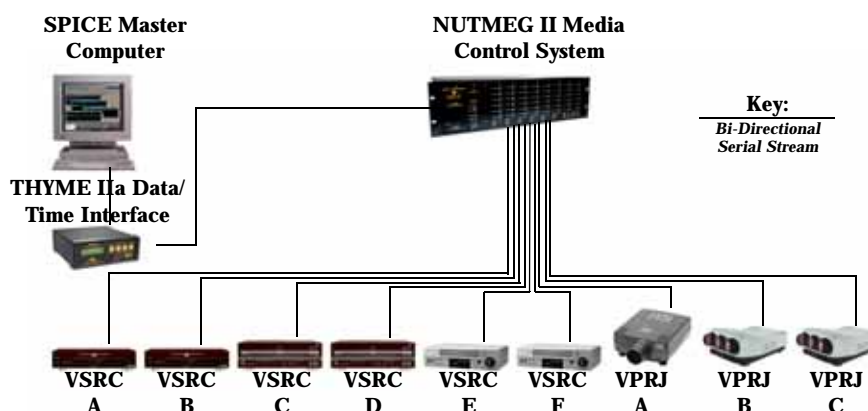 SPICE Master
Computer
NUTMEG II Media
Control System
Key:
Bi-Directional
Serial Stream
THYME IIa Data/
Time Interface
VSRC
A
VSRC
B
VSRC
C
VSRC
D
VSRC
E
VSRC
F
VPRJ
A
VPRJ
B
VPRJ
C